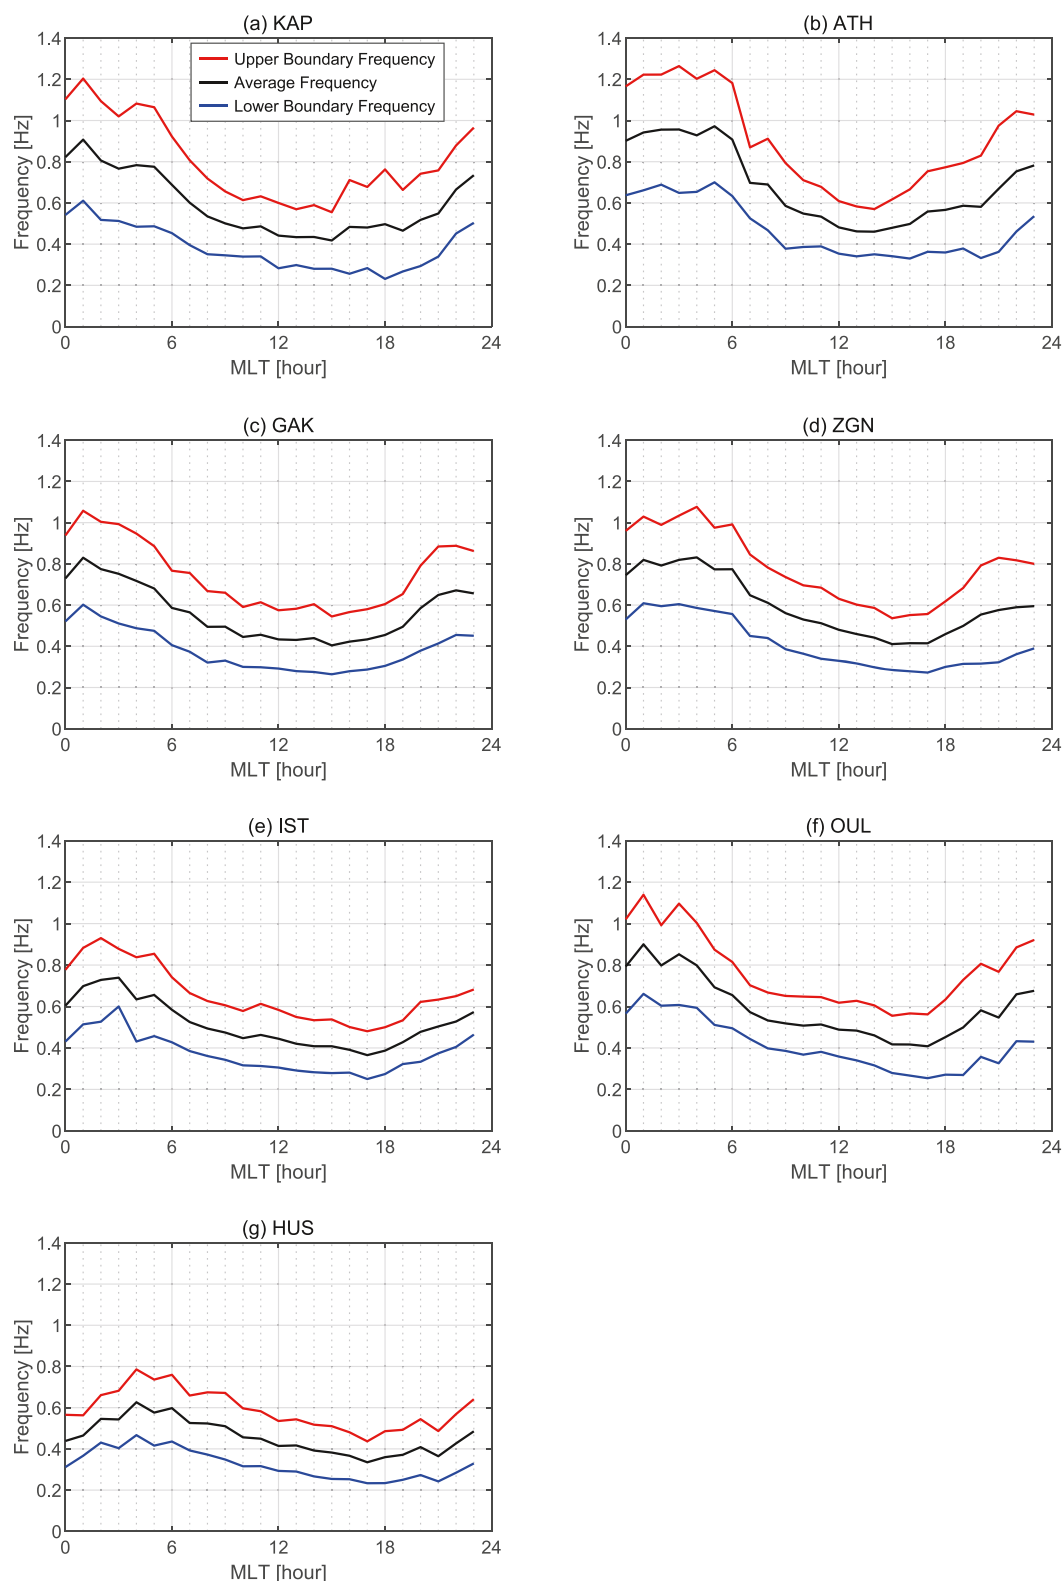 (a) KAP
1.4
1.2
1
0.8
0.6
0.4
0.2
0
Frequency [Hz]
Upper Boundary Frequency
Average Frequency
Lower Boundary Frequency
0 6 12 18 24
MLT [hour]
(b) ATH
1.4
1.2
1
0.8
0.6
0.4
0.2
0
Frequency [Hz]
0 6 12 18 24
MLT [hour]
(c) GAK
1.4
1.2
1
0.8
0.6
0.4
0.2
0
Frequency [Hz]
0 6 12 18 24
MLT [hour]
(d) ZGN
1.4
1.2
1
0.8
0.6
0.4
0.2
0
Frequency [Hz]
0 6 12 18 24
MLT [hour]
(e) IST
1.4
1.2
1
0.8
0.6
0.4
0.2
0
Frequency [Hz]
0 6 12 18 24
MLT [hour]
(f) OUL
1.4
1.2
1
0.8
0.6
0.4
0.2
0
Frequency [Hz]
0 6 12 18 24
MLT [hour]
(g) HUS
1.4
1.2
1
0.8
0.6
0.4
0.2
0
Frequency [Hz]
0 6 12 18 24
MLT [hour]